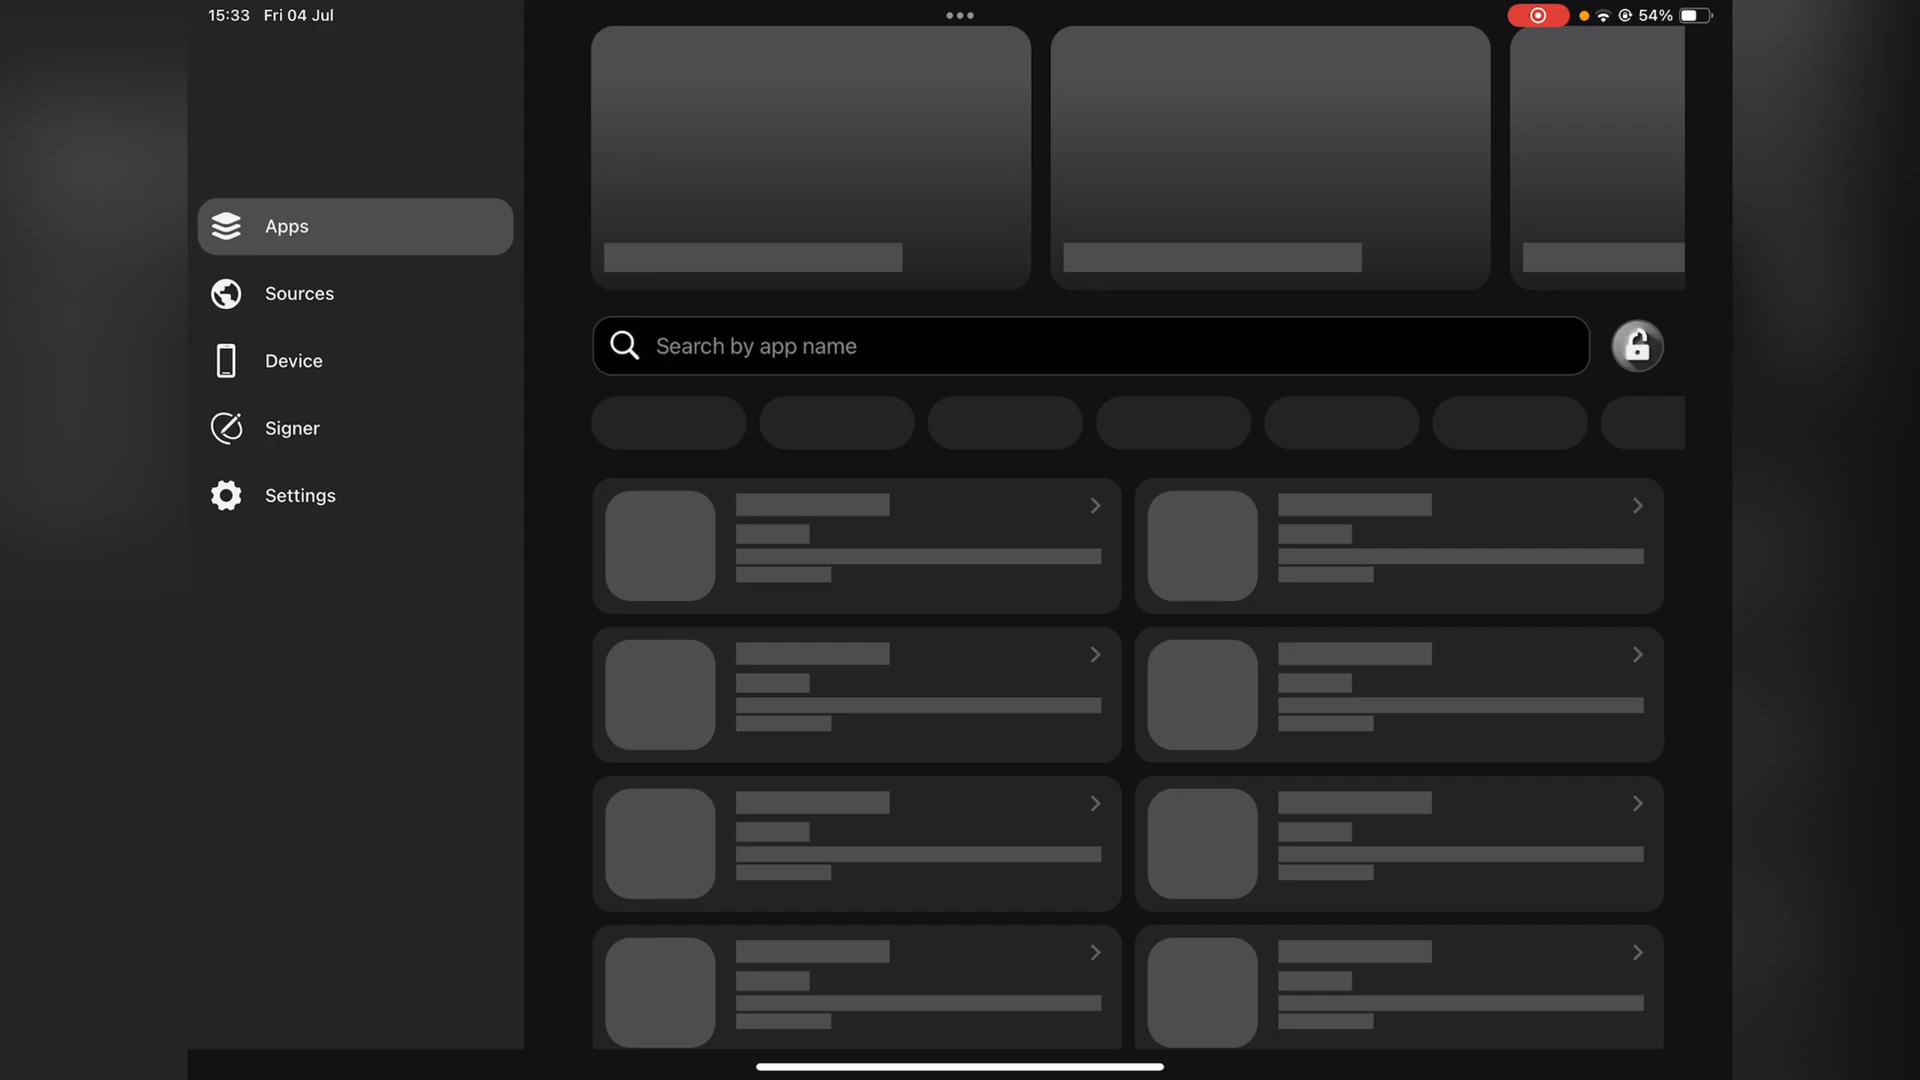 15:33 Fri 04 Jul
54%
Apps
Sources
Device
Signer
Settings
Search by app name